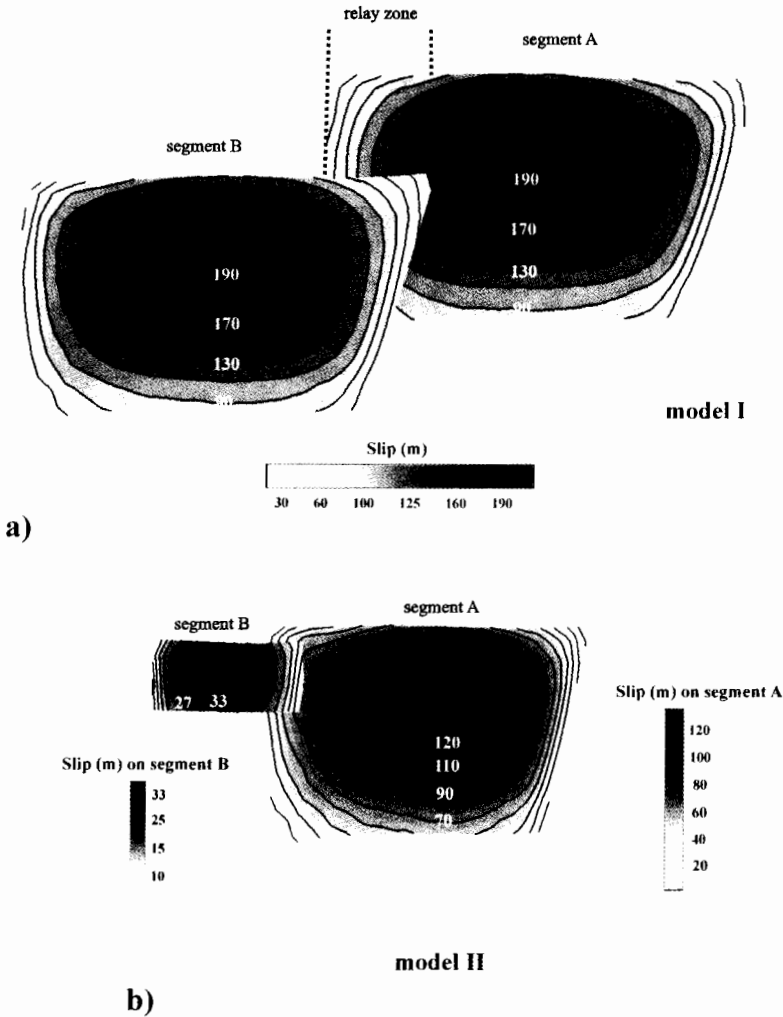 relay zone
segment A
segment B
190
170
130
190
170
130
model I
Slip (m)
30 60 100 125 160 190
a)
segment A
segment B
27 33
120
110
90
70
Slip (m) on segment A
120
100
80
60
40
20
Slip (m) on segment B
33
25
15
10
model II
b)